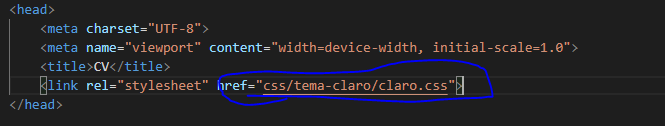 <head>
<meta charset="UTF-8">
<meta name="viewport" content="width=device-width, initial-scale=1.0">
<title>CV</title>
<link rel="stylesheet" href="css/tema-claro/claro.css">
</head>